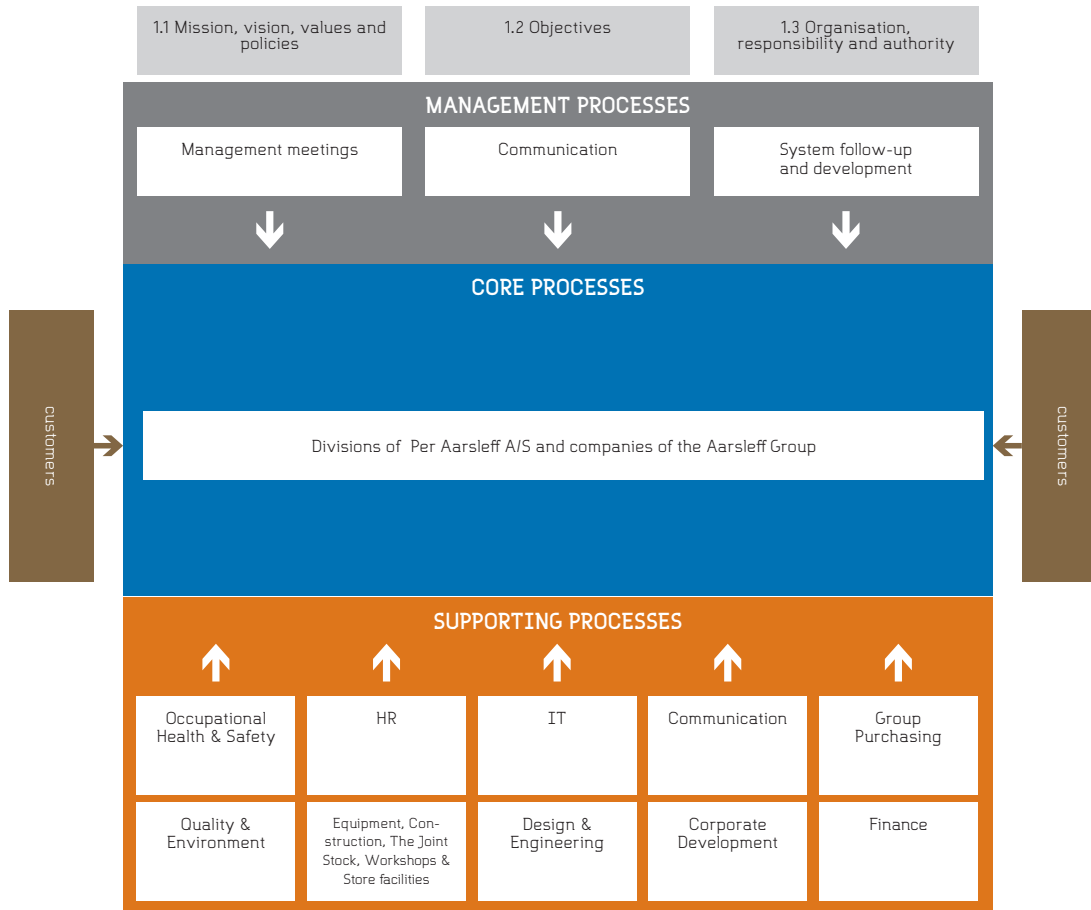 1.1 Mission, vision, values and
policies
1.2 Objectives
1.3 Organisation,
responsibility and authority
MANAGEMENT PROCESSES
Management meetings
Communication
System follow-up
and development
CORE PROCESSES
customers
Divisions of Per Aarsleff A/S and companies of the Aarsleff Group
customers
SUPPORTING PROCESSES
Occupational
Health & Safety
HR
IT
Communication
Group
Purchasing
Quality &
Environment
Equipment, Con-
struction, The Joint
Stock, Workshops &
Store facilities
Design &
Engineering
Corporate
Development
Finance